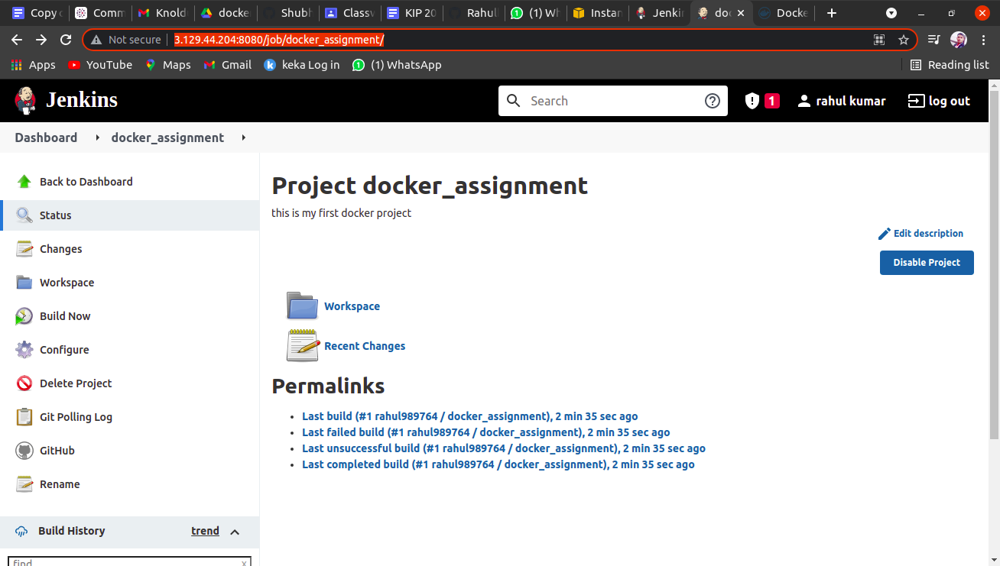 Copy c Comm Knold docke Shubh Classw KIP 20 Rahull (1) Wh Instan Jenkin doc Docke
Not secure 3.129.44.204:8080/job/docker_assignment/
Apps YouTube Maps Gmail keka Log in (1) WhatsApp Reading list
Jenkins Search 1 rahul kumar log out
Dashboard docker_assignment
Back to Dashboard
Status
Changes
Workspace
Build Now
Configure
Delete Project
Git Polling Log
GitHub
Rename
Build History trend
find x
Project docker_assignment
this is my first docker project
Edit description
Disable Project
Workspace
Recent Changes
Permalinks
Last build (#1 rahul989764 / docker_assignment), 2 min 35 sec ago
Last failed build (#1 rahul989764 / docker_assignment), 2 min 35 sec ago
Last unsuccessful build (#1 rahul989764 / docker_assignment), 2 min 35 sec ago
Last completed build (#1 rahul989764 / docker_assignment), 2 min 35 sec ago